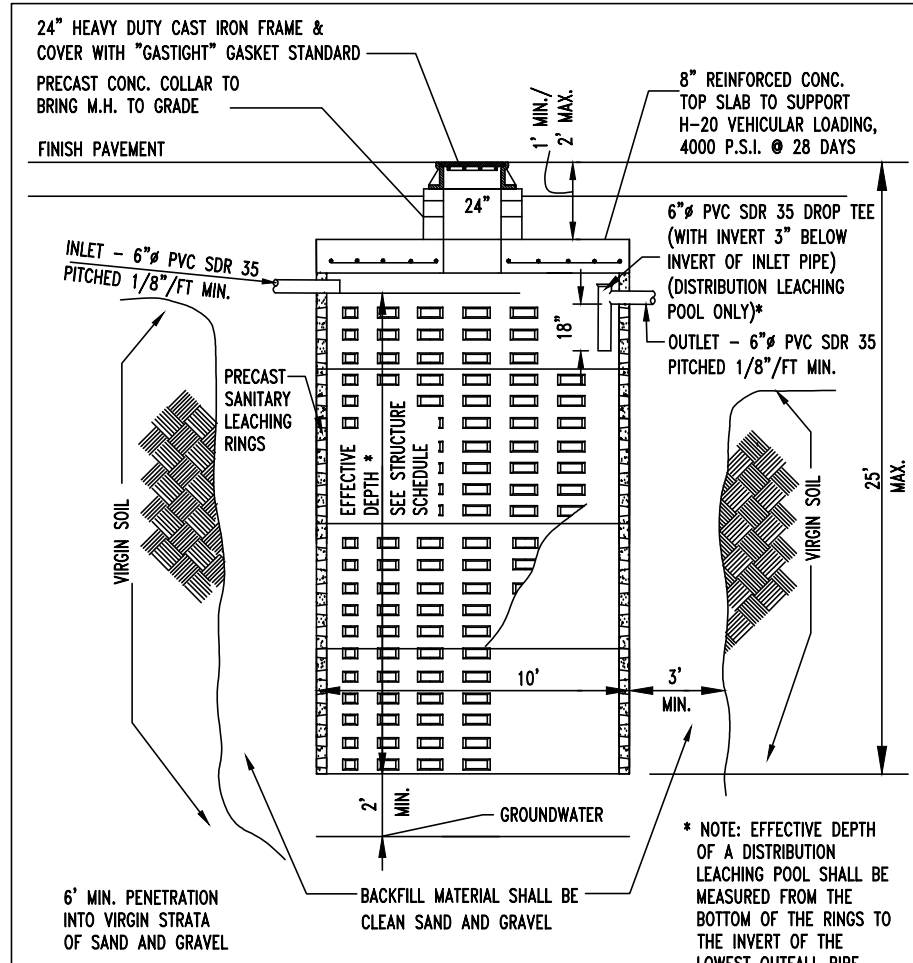 24" HEAVY DUTY CAST IRON FRAME &
COVER WITH "GASTIGHT" GASKET STANDARD
PRECAST CONC. COLLAR TO
BRING M.H. TO GRADE
FINISH PAVEMENT
1' MIN./
2' MAX.
8" REINFORCED CONC.
TOP SLAB TO SUPPORT
H-20 VEHICULAR LOADING,
4000 P.S.I. @ 28 DAYS
24"
6"ø PVC SDR 35 DROP TEE
(WITH INVERT 3" BELOW
INVERT OF INLET PIPE)
(DISTRIBUTION LEACHING
POOL ONLY)*
INLET - 6"ø PVC SDR 35
PITCHED 1/8"/FT MIN.
18"
OUTLET - 6"ø PVC SDR 35
PITCHED 1/8"/FT MIN.
PRECAST
SANITARY
LEACHING
RINGS
EFFECTIVE
DEPTH *
SEE STRUCTURE
SCHEDULE
VIRGIN SOIL
VIRGIN SOIL
25'
MAX.
10'
3'
MIN.
2'
MIN.
GROUNDWATER
6' MIN. PENETRATION
INTO VIRGIN STRATA
OF SAND AND GRAVEL
BACKFILL MATERIAL SHALL BE
CLEAN SAND AND GRAVEL
* NOTE: EFFECTIVE DEPTH
OF A DISTRIBUTION
LEACHING POOL SHALL BE
MEASURED FROM THE
BOTTOM OF THE RINGS TO
THE INVERT OF THE
LOWEST OUTFALL PIPE